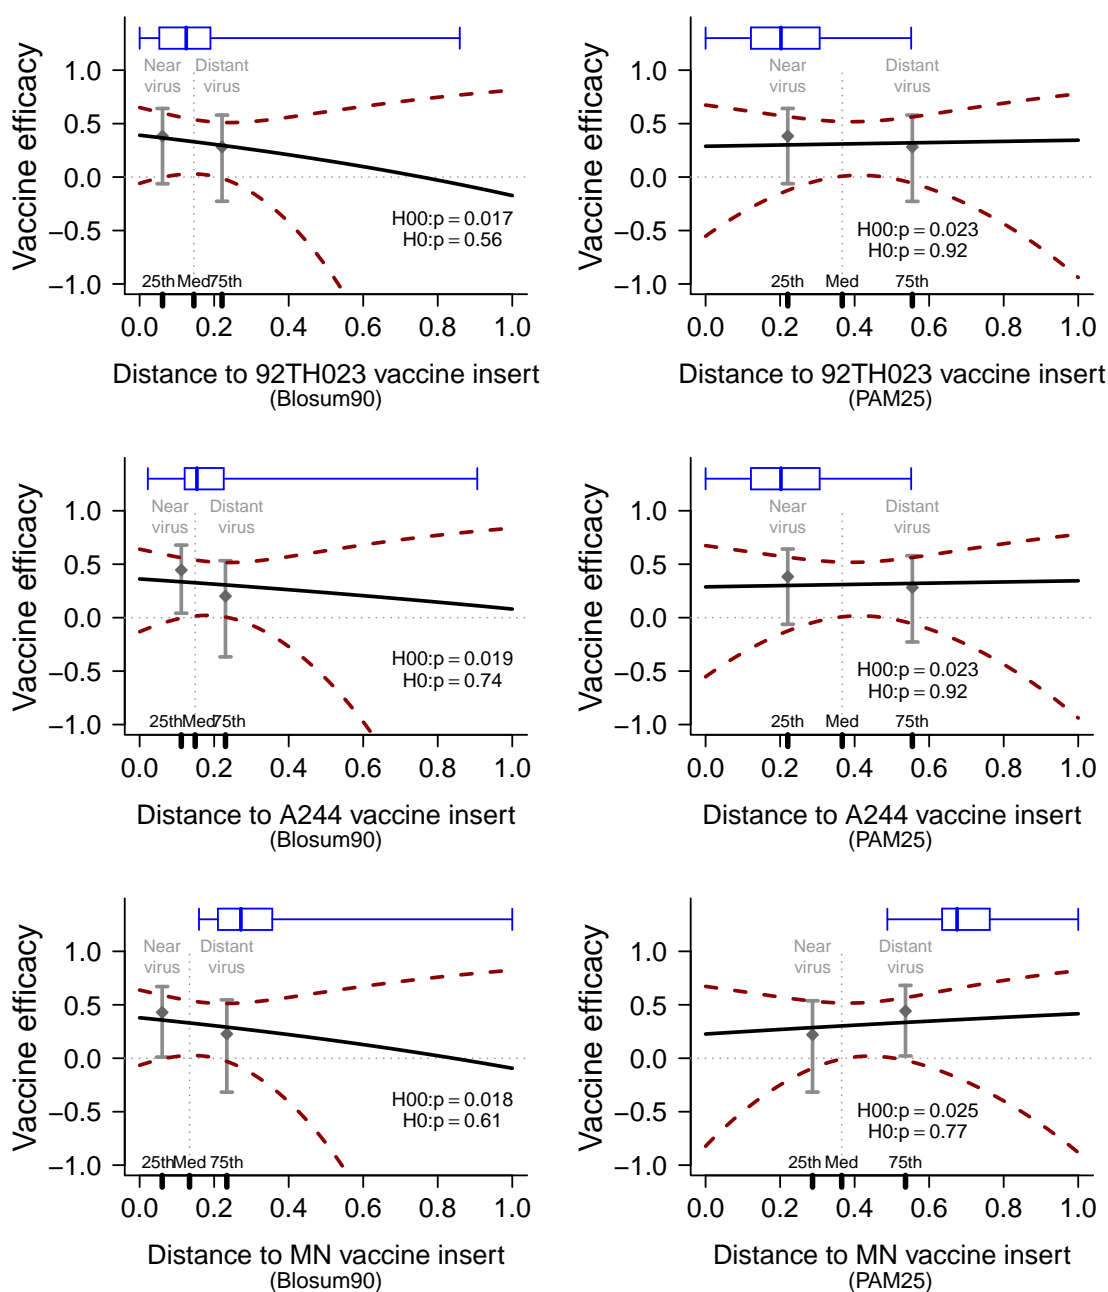 Near Distant
virus virus
Vaccine efficacy
1.0
0.5
0.0
−0.5
−1.0
H00:p = 0.017
H0:p = 0.56
25th Med 75th
0.0 0.2 0.4 0.6 0.8 1.0
Distance to 92TH023 vaccine insert
(Blosum90)
Near Distant
virus virus
Vaccine efficacy
1.0
0.5
0.0
−0.5
−1.0
H00:p = 0.023
H0:p = 0.92
25th Med 75th
0.0 0.2 0.4 0.6 0.8 1.0
Distance to 92TH023 vaccine insert
(PAM25)
Near Distant
virus virus
Vaccine efficacy
1.0
0.5
0.0
−0.5
−1.0
H00:p = 0.019
H0:p = 0.74
25th Med 75th
0.0 0.2 0.4 0.6 0.8 1.0
Distance to A244 vaccine insert
(Blosum90)
Near Distant
virus virus
Vaccine efficacy
1.0
0.5
0.0
−0.5
−1.0
H00:p = 0.023
H0:p = 0.92
25th Med 75th
0.0 0.2 0.4 0.6 0.8 1.0
Distance to A244 vaccine insert
(PAM25)
Near Distant
virus virus
Vaccine efficacy
1.0
0.5
0.0
−0.5
−1.0
H00:p = 0.018
H0:p = 0.61
25th Med 75th
0.0 0.2 0.4 0.6 0.8 1.0
Distance to MN vaccine insert
(Blosum90)
Near Distant
virus virus
Vaccine efficacy
1.0
0.5
0.0
−0.5
−1.0
H00:p = 0.025
H0:p = 0.77
25th Med 75th
0.0 0.2 0.4 0.6 0.8 1.0
Distance to MN vaccine insert
(PAM25)